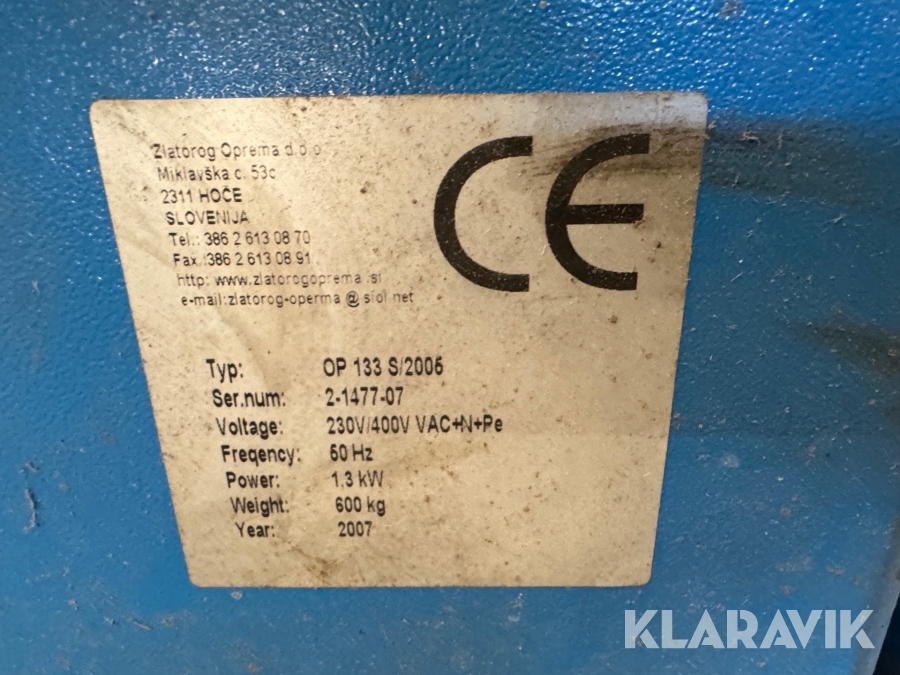 Zlatorog Oprema d.o.o
Miklavška c. 53c
2311 HOČE
SLOVENIJA
Tel.: 386 2 613 08 70
Fax.:386 2 613 08 91
http: www.zlatorogoprema.si
e-mail:zlatorog-operma@siol.net
CE
Typ: OP 133 S/2006
Ser.num: 2-1477-07
Voltage: 230V/400V VAC+N+Pe
Freqency: 50 Hz
Power: 1,3 kW
Weight: 600 kg
Year: 2007
KLARAVIK